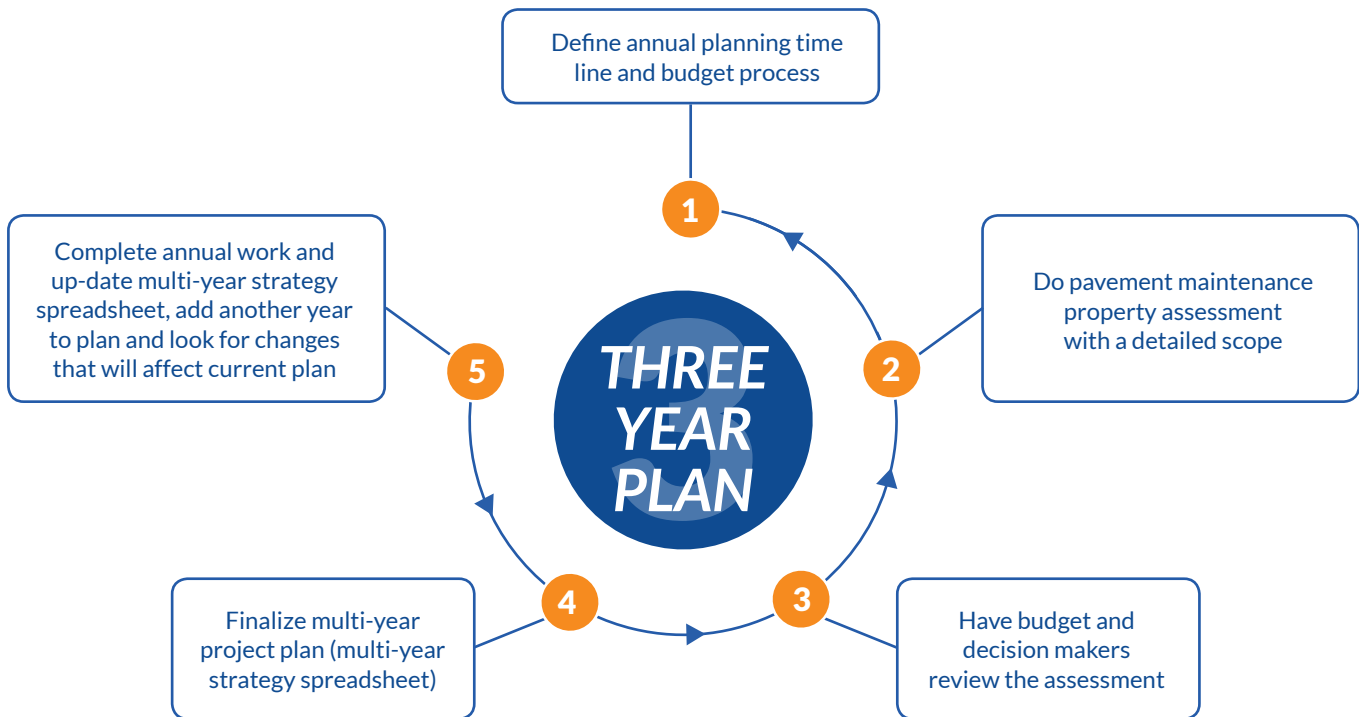 Define annual planning time
line and budget process
1
Do pavement maintenance
property assessment
with a detailed scope
2
Have budget and
decision makers
review the assessment
3
Finalize multi-year
project plan (multi-year
strategy spreadsheet)
4
Complete annual work and
up-date multi-year strategy
spreadsheet, add another year
to plan and look for changes
that will affect current plan
5
3
THREE
YEAR
PLAN